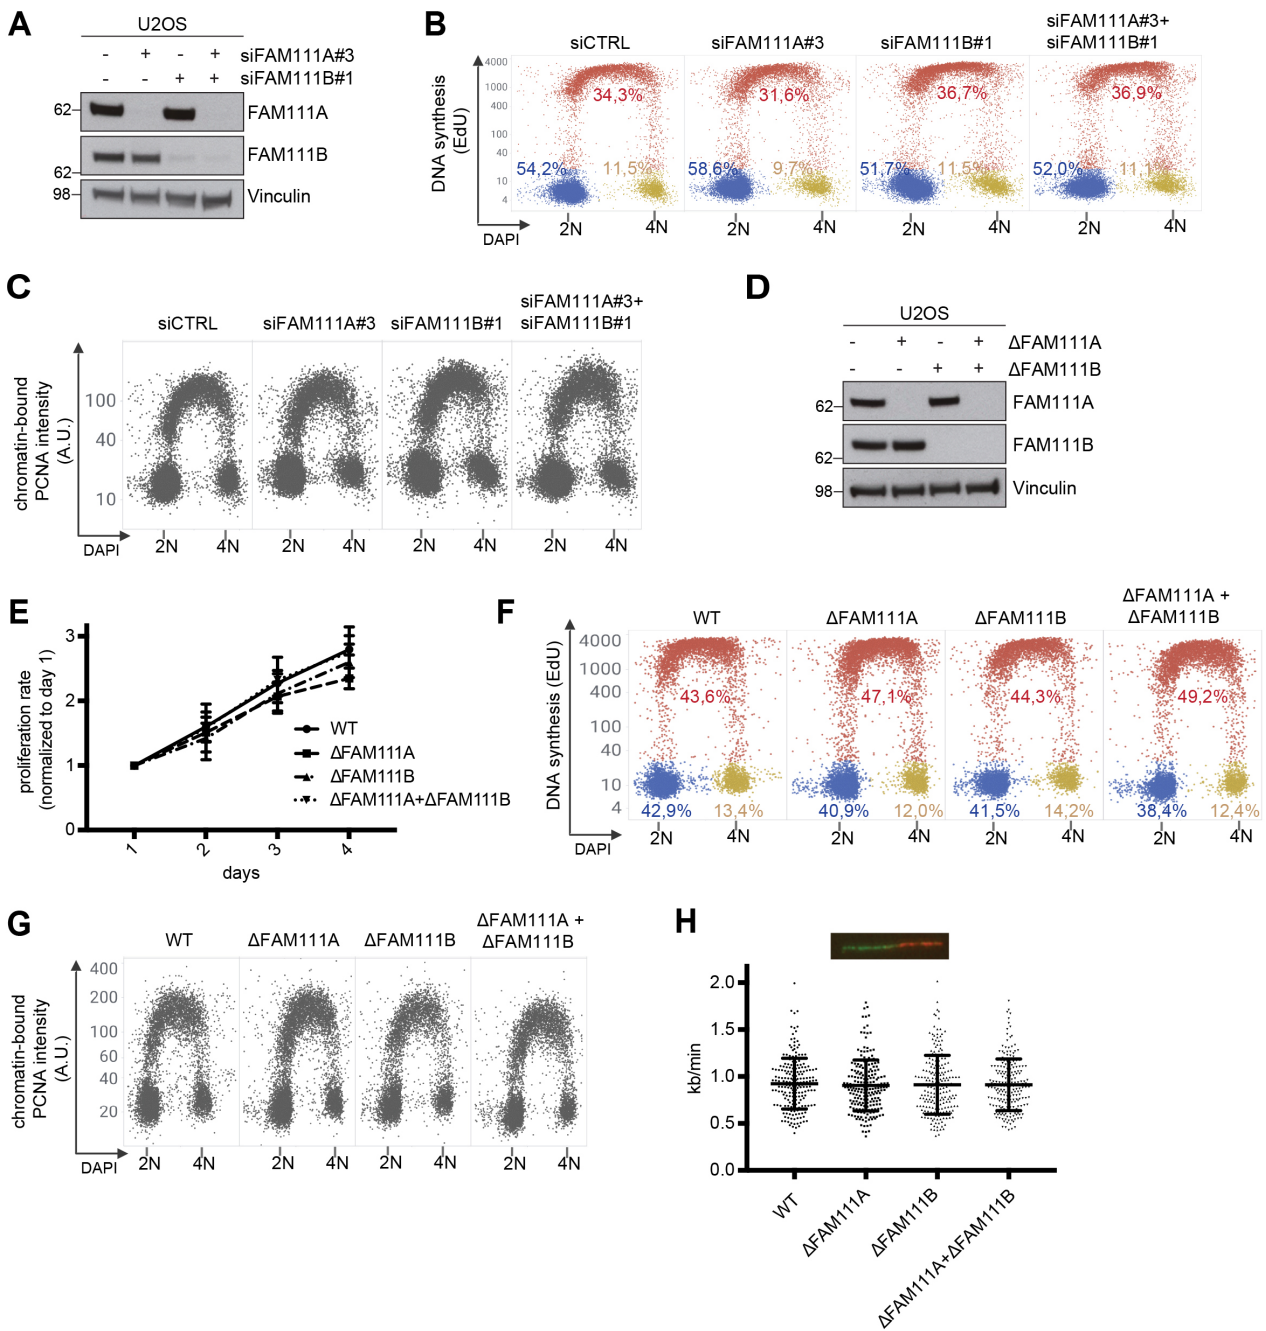 A
U2OS
- + - + siFAM111A#3
- - + + siFAM111B#1
62
FAM111A
FAM111B
62
98
Vinculin
B
siCTRL
siFAM111A#3
siFAM111B#1
siFAM111A#3+
siFAM111B#1
DNA synthesis
(EdU)
4000
1000
400
100
40
10
4
34,3%
31,6%
36,7%
36,9%
54,2%
11,5%
58,6%
9,7%
51,7%
11,5%
52,0%
11,1%
DAPI
2N 4N 2N 4N 2N 4N 2N 4N
C
siCTRL
siFAM111A#3
siFAM111B#1
siFAM111A#3+
siFAM111B#1
chromatin-bound
PCNA intensity
(A.U.)
100
40
10
DAPI
2N 4N 2N 4N 2N 4N 2N 4N
D
U2OS
- + - + ΔFAM111A
- - + + ΔFAM111B
62
FAM111A
FAM111B
62
98
Vinculin
E
proliferation rate
(normalized to day 1)
3
2
1
0
WT
ΔFAM111A
ΔFAM111B
ΔFAM111A+ΔFAM111B
1 2 3 4
days
F
WT
ΔFAM111A
ΔFAM111B
ΔFAM111A +
ΔFAM111B
DNA synthesis (EdU)
4000
1000
400
100
40
10
4
43,6%
47,1%
44,3%
49,2%
42,9%
13,4%
40,9%
12,0%
41,5%
14,2%
38,4%
12,4%
DAPI
2N 4N 2N 4N 2N 4N 2N 4N
G
WT
ΔFAM111A
ΔFAM111B
ΔFAM111A +
ΔFAM111B
chromatin-bound
PCNA intensity
(A.U.)
400
200
100
60
40
20
DAPI
2N 4N 2N 4N 2N 4N 2N 4N
H
kb/min
2.0
1.5
1.0
0.5
0.0
WT
ΔFAM111A
ΔFAM111B
ΔFAM111A+ΔFAM111B